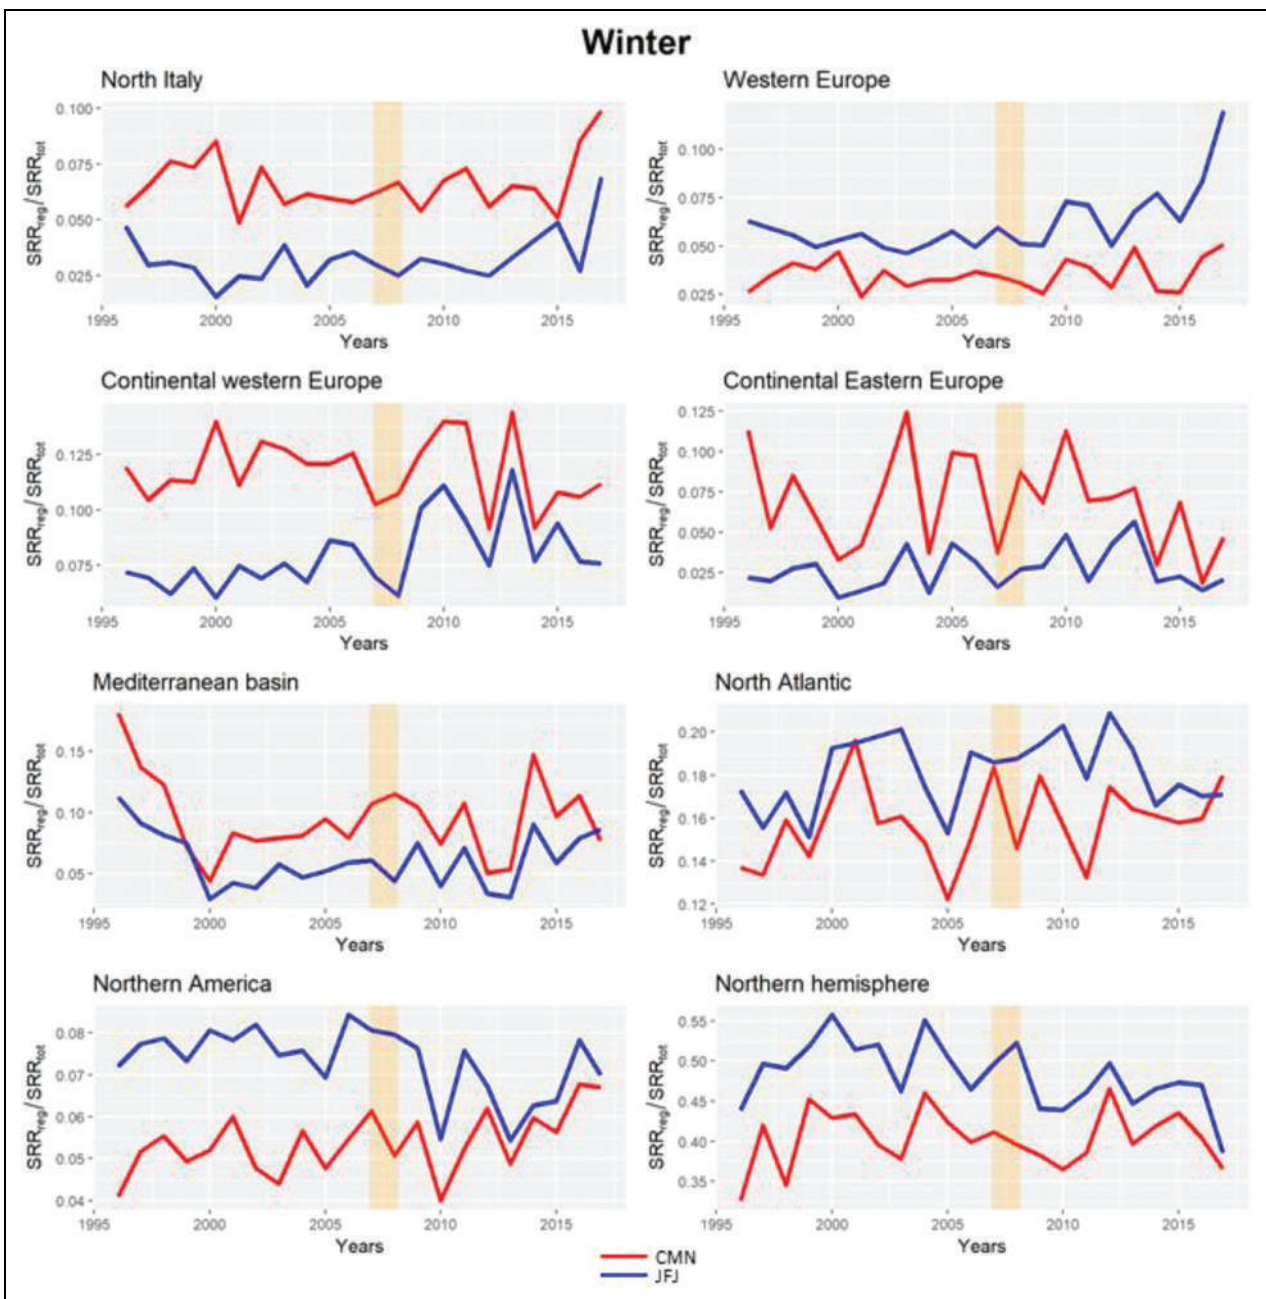 Winter
North Italy
SRRreg/SRRtot
0.100
0.075
0.050
0.025
1995 2000 2005 2010 2015
Years
Western Europe
SRRreg/SRRtot
0.100
0.075
0.050
0.025
1995 2000 2005 2010 2015
Years
Continental western Europe
SRRreg/SRRtot
0.125
0.100
0.075
1995 2000 2005 2010 2015
Years
Continental Eastern Europe
SRRreg/SRRtot
0.125
0.100
0.075
0.050
0.025
1995 2000 2005 2010 2015
Years
Mediterranean basin
SRRreg/SRRtot
0.15
0.10
0.05
1995 2000 2005 2010 2015
Years
North Atlantic
SRRreg/SRRtot
0.20
0.18
0.16
0.14
0.12
1995 2000 2005 2010 2015
Years
Northern America
SRRreg/SRRtot
0.08
0.07
0.06
0.05
0.04
1995 2000 2005 2010 2015
Years
Northern hemisphere
SRRreg/SRRtot
0.55
0.50
0.45
0.40
0.35
1995 2000 2005 2010 2015
Years
CMN
JFJ